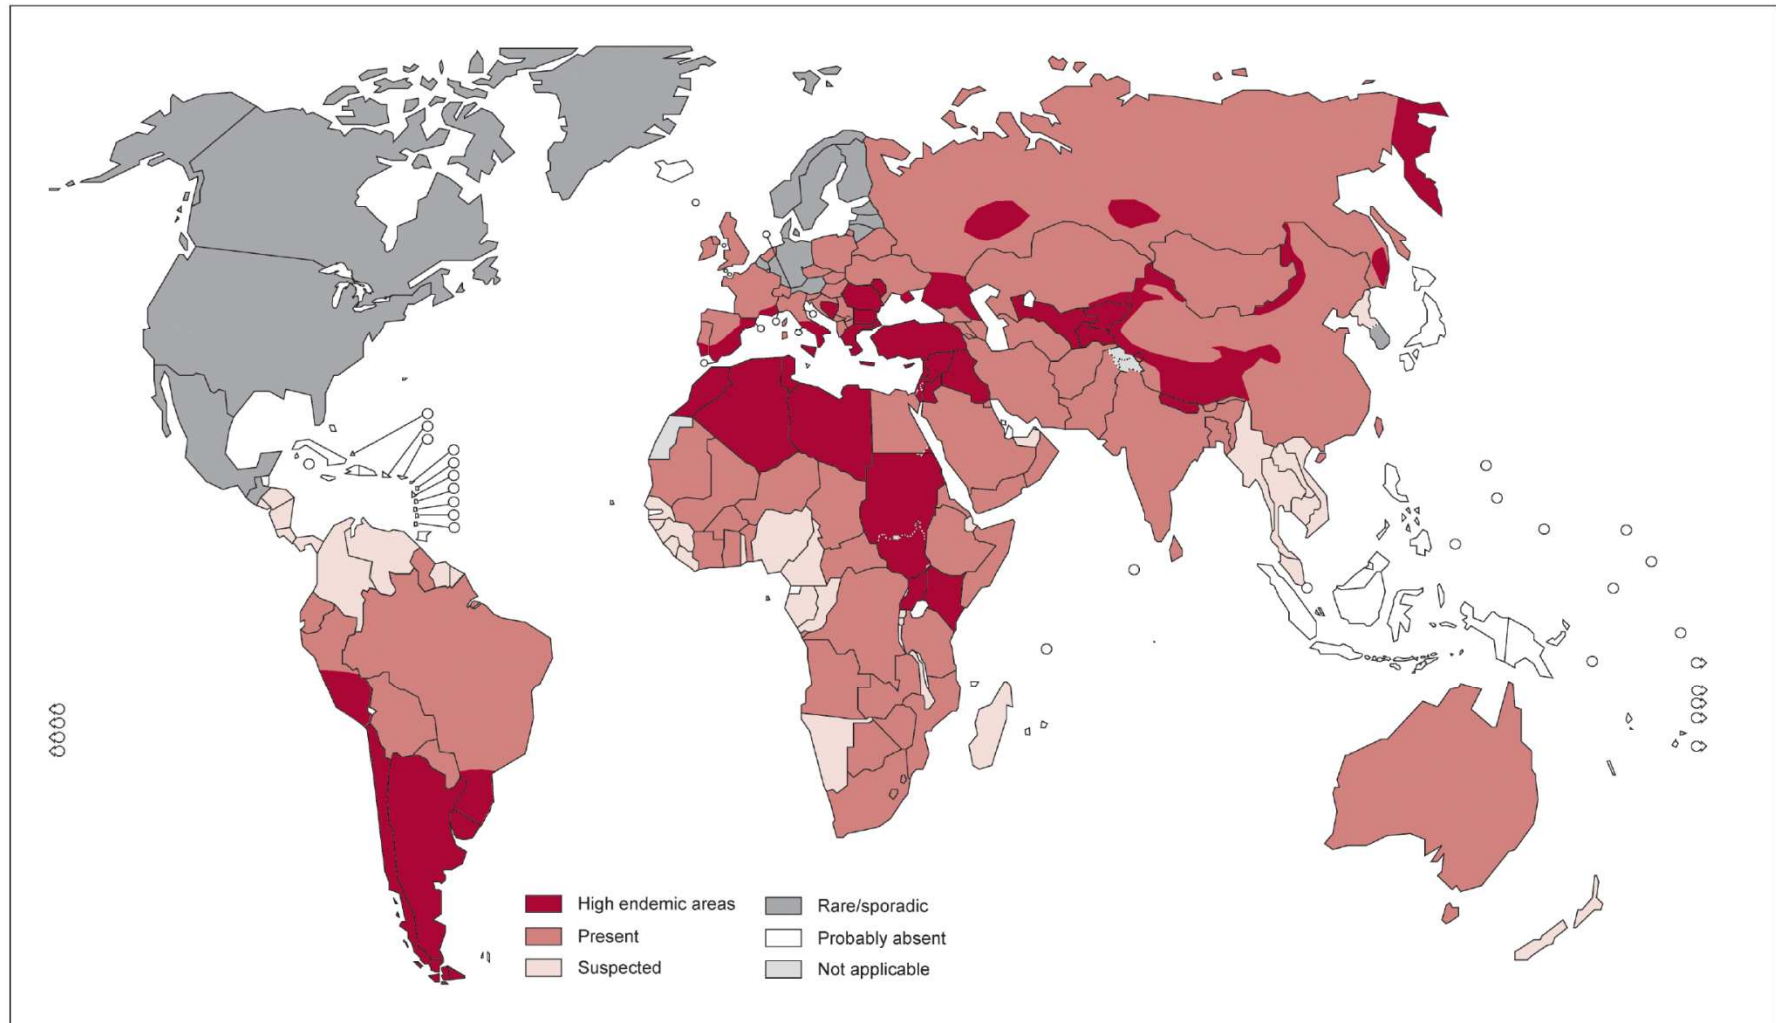 High endemic areas
Present
Suspected
Rare/sporadic
Probably absent
Not applicable